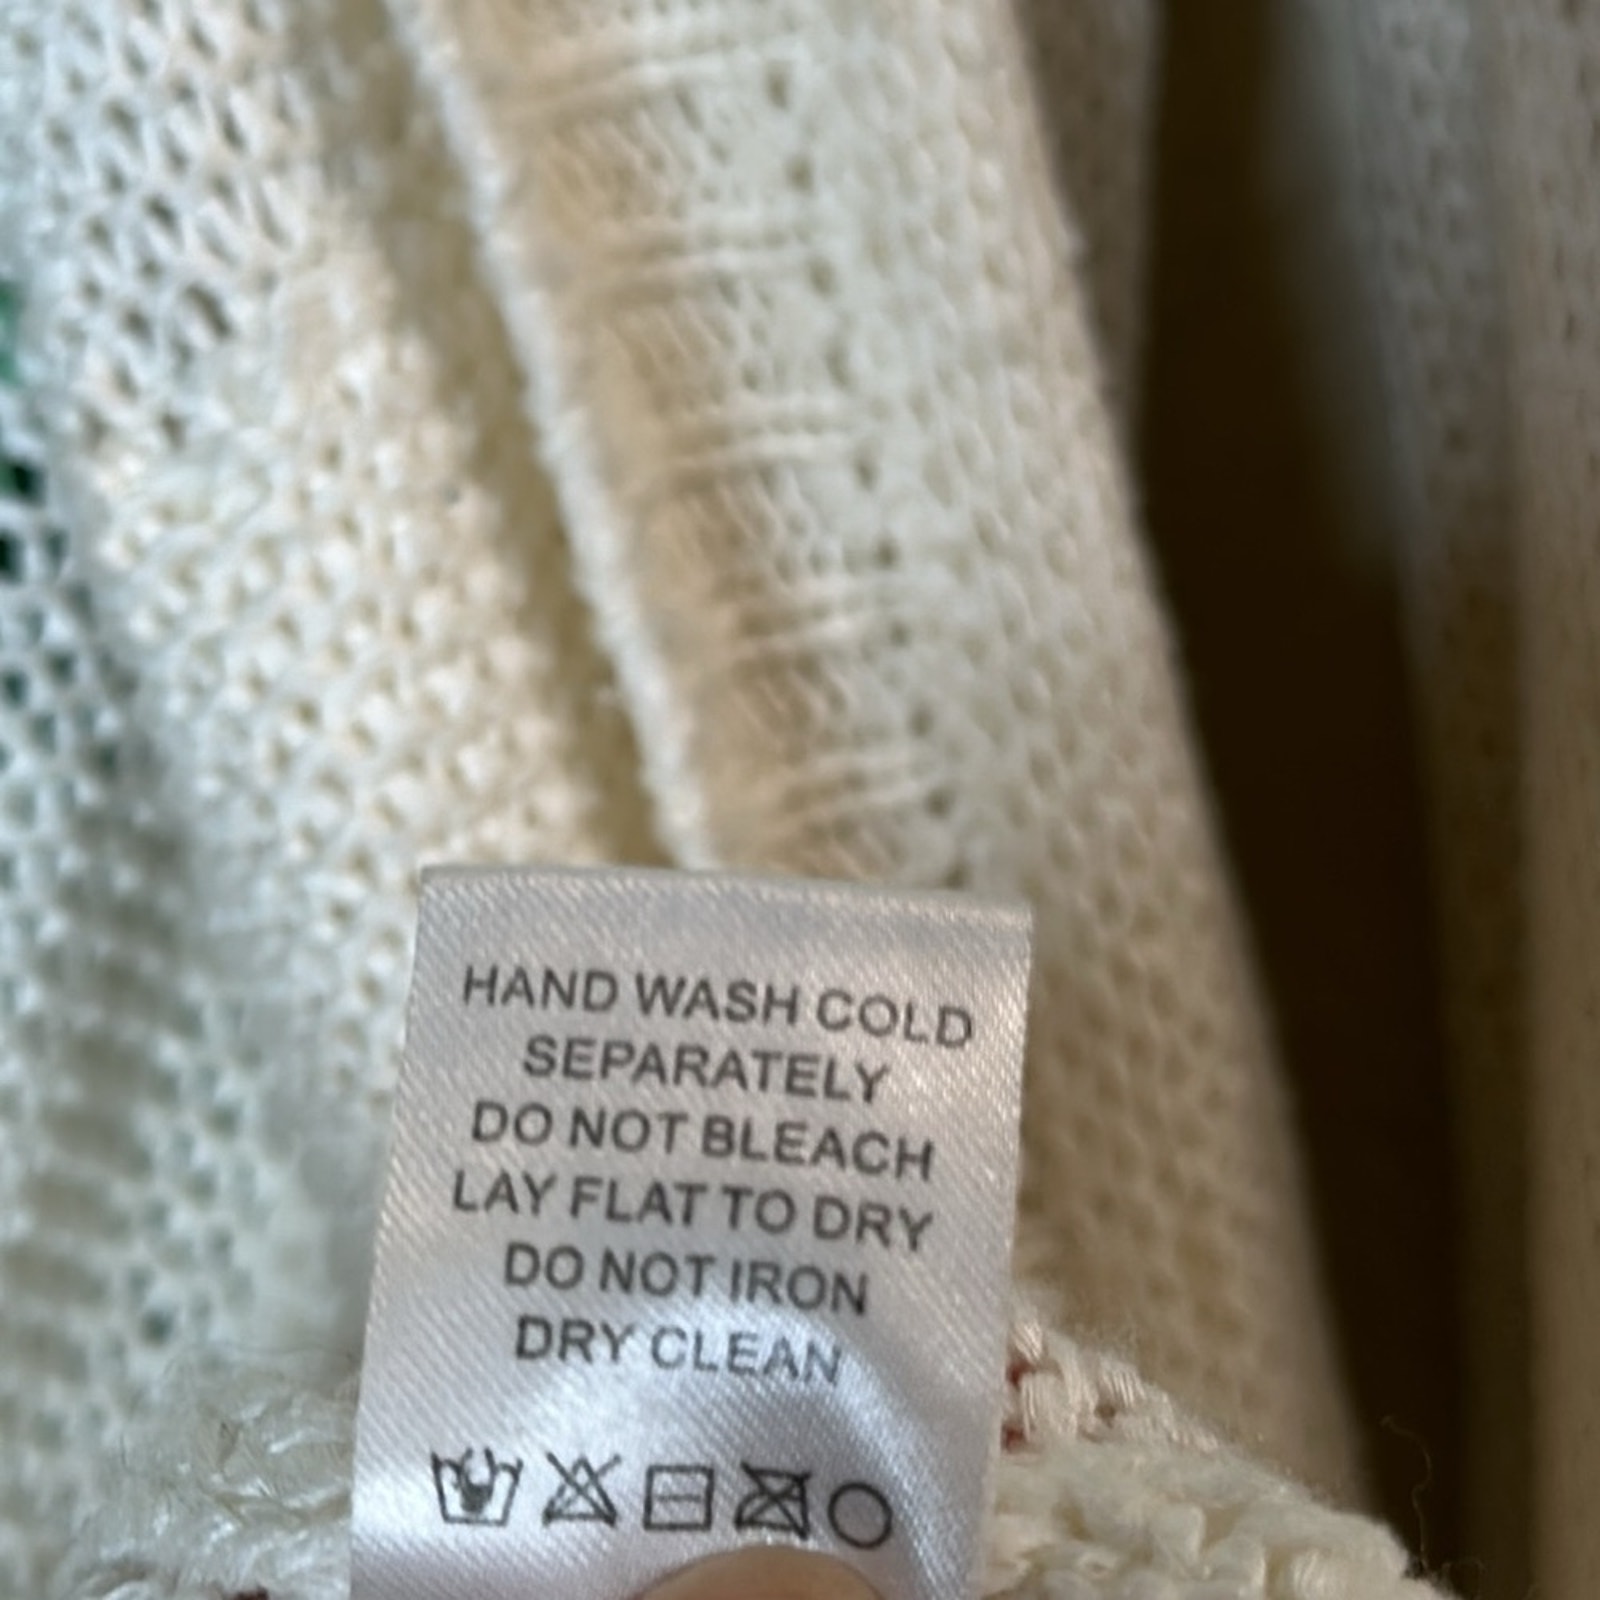 HAND WASH COLD
SEPARATELY
DO NOT BLEACH
LAY FLAT TO DRY
DO NOT IRON
DRY CLEAN